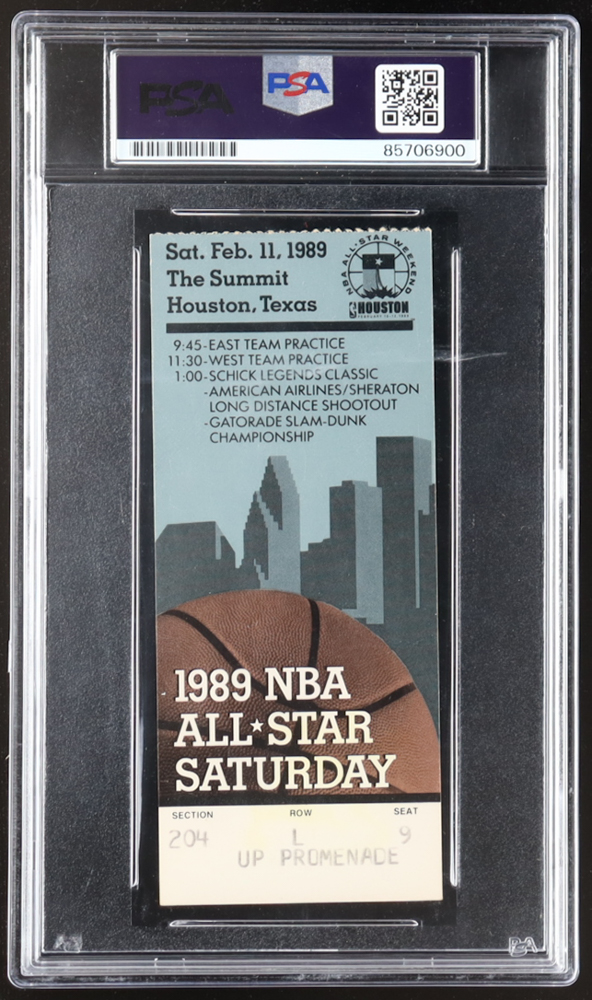 PSA
PSA
85706900
Sat. Feb. 11, 1989
The Summit
Houston, Texas
NBA ALL-STAR WEEKEND
HOUSTON
9:45-EAST TEAM PRACTICE
11:30-WEST TEAM PRACTICE
1:00-SCHICK LEGENDS CLASSIC
-AMERICAN AIRLINES/SHERATON
LONG DISTANCE SHOOTOUT
-GATORADE SLAM-DUNK
CHAMPIONSHIP
1989 NBA
ALL★STAR
SATURDAY
SECTION ROW SEAT
204 L 9
UP PROMENADE